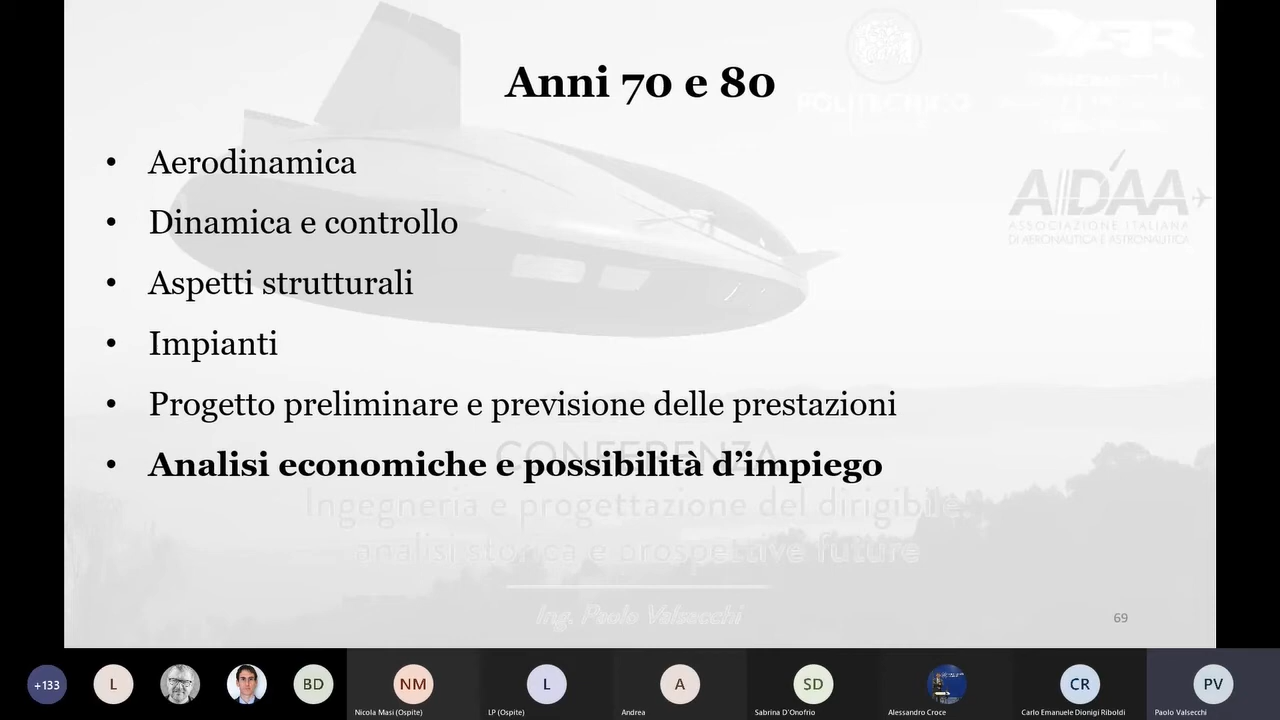 Anni 70 e 80
POLITECNICO
AIDAA
ASSOCIAZIONE ITALIANA
DI AERONAUTICA E ASTRONAUTICA
• Aerodinamica
• Dinamica e controllo
• Aspetti strutturali
• Impianti
• Progetto preliminare e previsione delle prestazioni
• Analisi economiche e possibilità d’impiego
CONFERENZA
Ingegneria e progettazione del dirigibile
analisi storica e prospettive future
Ing. Paolo Valsecchi
69
+133
L
BD
NM
L
A
SD
CR
PV
Nicola Masi (Ospite)
LP (Ospite)
Andrea
Sabrina D'Onofrio
Alessandro Croce
Carlo Emanuele Dionigi Riboldi
Paolo Valsecchi